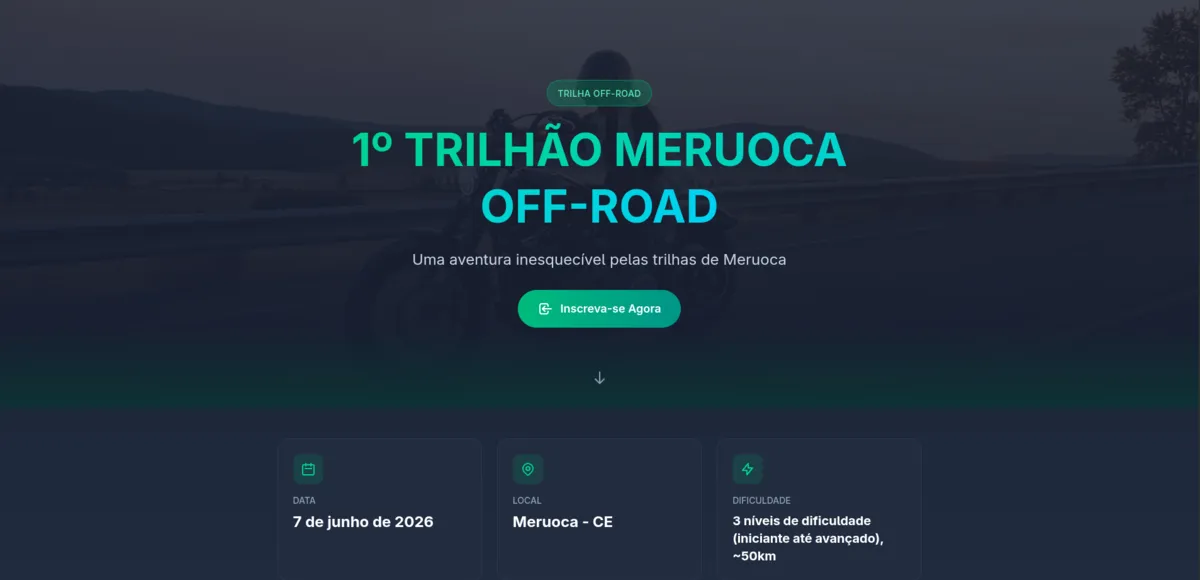 TRILHA OFF-ROAD
1º TRILHÃO MERUOCA
OFF-ROAD
Uma aventura inesquecível pelas trilhas de Meruoca
Inscreva-se Agora
DATA
7 de junho de 2026
LOCAL
Meruoca - CE
DIFICULDADE
3 níveis de dificuldade
(iniciante até avançado),
~50km